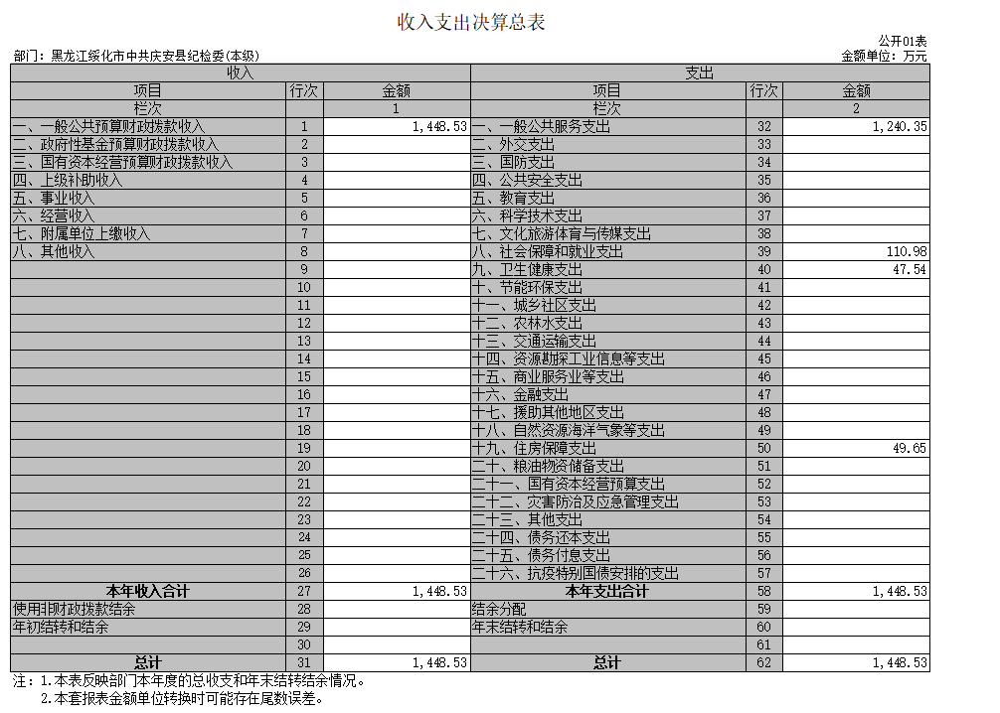 收入支出决算总表
公开01表
部门：黑龙江绥化市中共庆安县纪检委(本级) 金额单位：万元
收入 支出
项目 行次 金额 项目 行次 金额
栏次 1 栏次 2
一、一般公共预算财政拨款收入 1 1,448.53 一、一般公共服务支出 32 1,240.35
二、政府性基金预算财政拨款收入 2 二、外交支出 33
三、国有资本经营预算财政拨款收入 3 三、国防支出 34
四、上级补助收入 4 四、公共安全支出 35
五、事业收入 5 五、教育支出 36
六、经营收入 6 六、科学技术支出 37
七、附属单位上缴收入 7 七、文化旅游体育与传媒支出 38
八、其他收入 8 八、社会保障和就业支出 39 110.98
9 九、卫生健康支出 40 47.54
10 十、节能环保支出 41
11 十一、城乡社区支出 42
12 十二、农林水支出 43
13 十三、交通运输支出 44
14 十四、资源勘探工业信息等支出 45
15 十五、商业服务业等支出 46
16 十六、金融支出 47
17 十七、援助其他地区支出 48
18 十八、自然资源海洋气象等支出 49
19 十九、住房保障支出 50 49.65
20 二十、粮油物资储备支出 51
21 二十一、国有资本经营预算支出 52
22 二十二、灾害防治及应急管理支出 53
23 二十三、其他支出 54
24 二十四、债务还本支出 55
25 二十五、债务付息支出 56
26 二十六、抗疫特别国债安排的支出 57
本年收入合计 27 1,448.53 本年支出合计 58 1,448.53
使用非财政拨款结余 28 结余分配 59
年初结转和结余 29 年末结转和结余 60
30 61
总计 31 1,448.53 总计 62 1,448.53
注：1.本表反映部门本年度的总收支和年末结转结余情况。
2.本套报表金额单位转换时可能存在尾数误差。